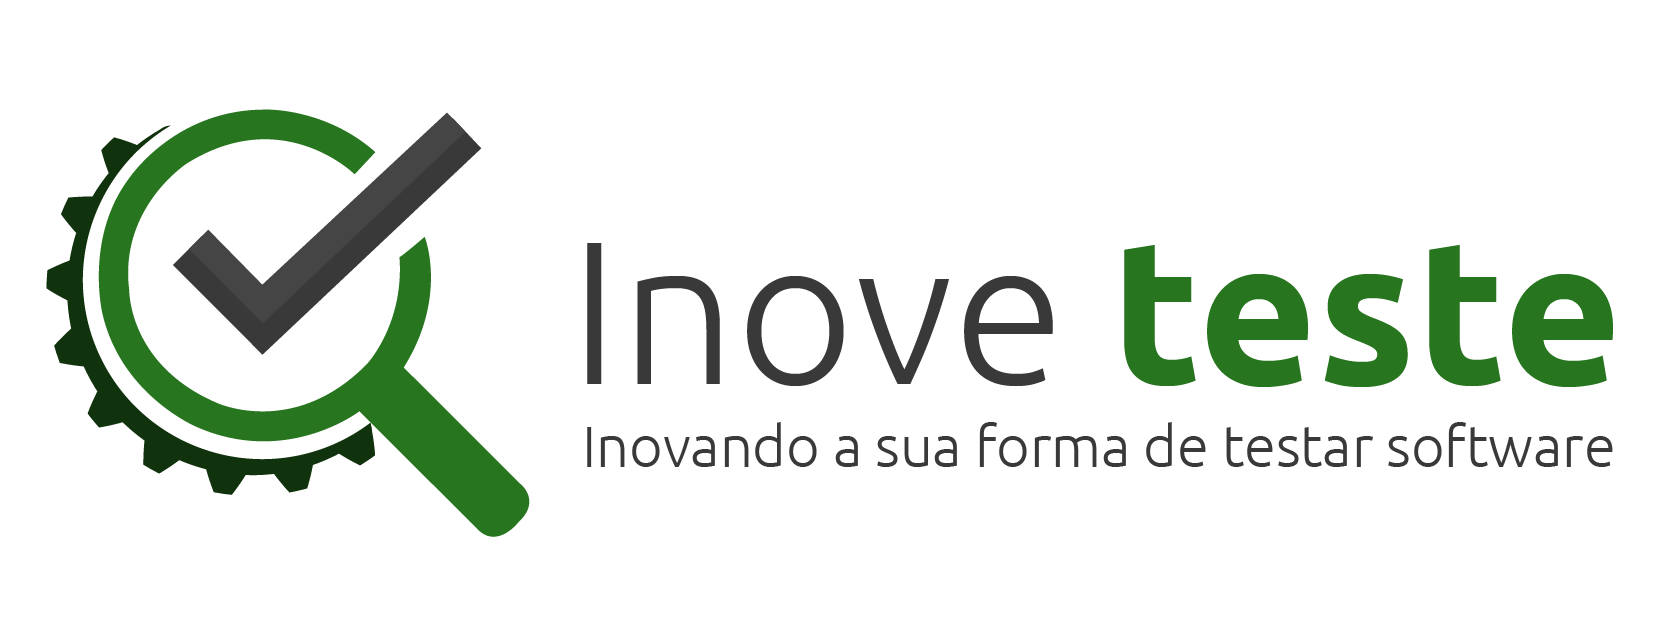 Inove teste
Inovando a sua forma de testar software